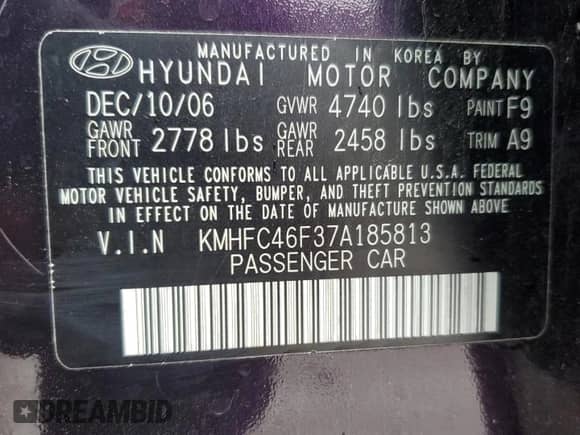 MANUFACTURED IN KOREA BY
HYUNDAI MOTOR COMPANY
DEC/10/06 GVWR 4740 lbs PAINT F9
GAWR FRONT 2778 lbs GAWR REAR 2458 lbs TRIM A9
THIS VEHICLE CONFORMS TO ALL APPLICABLE U.S.A. FEDERAL
MOTOR VEHICLE SAFETY, BUMPER, AND THEFT PREVENTION STANDARDS
IN EFFECT ON THE DATE OF MANUFACTURE SHOWN ABOVE.
V.I.N KMHFC46F37A185813
PASSENGER CAR
DREAMBID